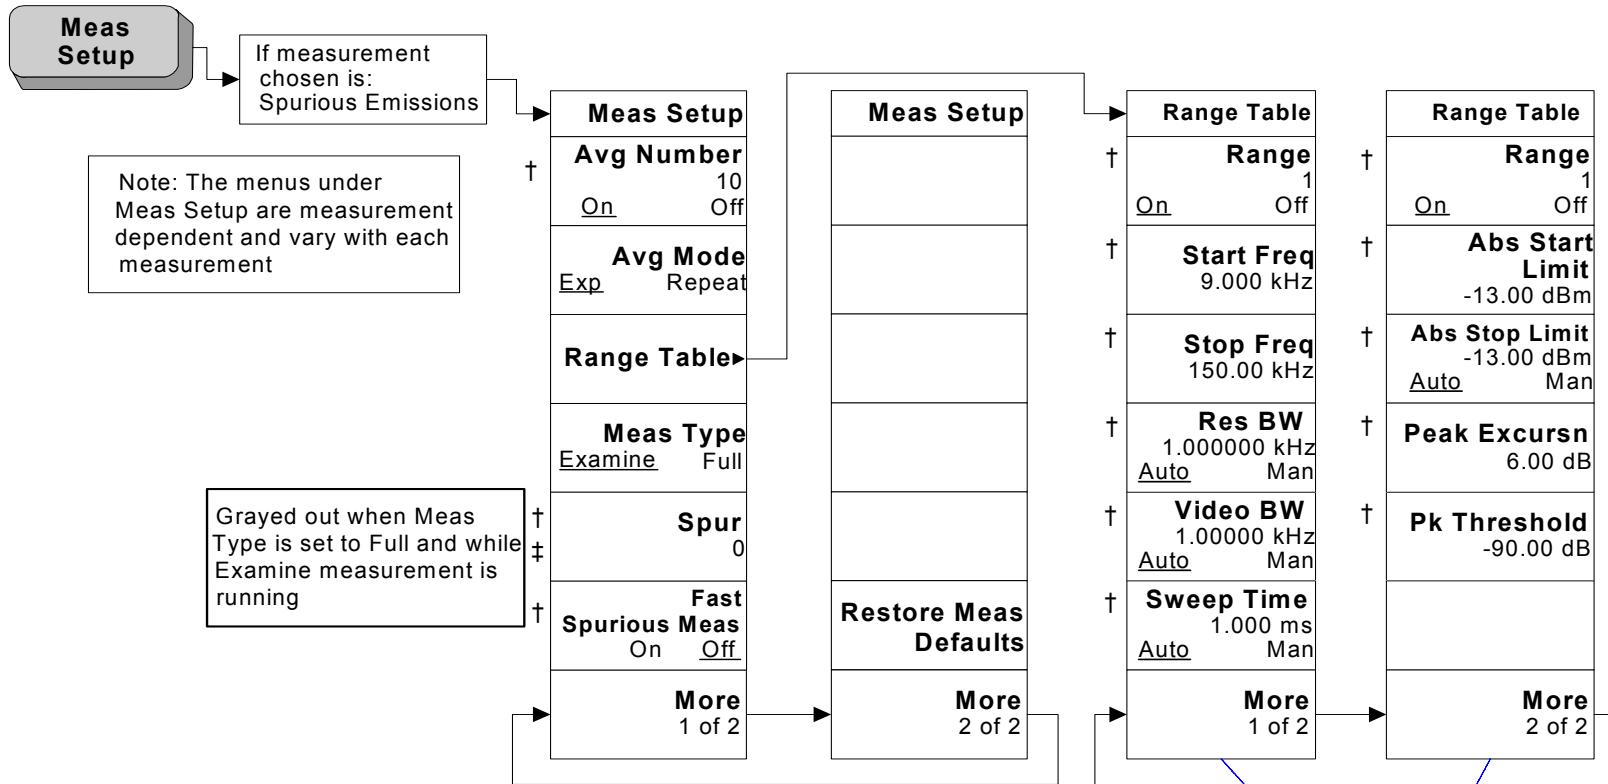 Meas
Setup
If measurement
chosen is:
Spurious Emissions
Note: The menus under
Meas Setup are measurement
dependent and vary with each
measurement
Grayed out when Meas
Type is set to Full and while
Examine measurement is
running
Meas Setup
†
Avg Number
10
On Off
Avg Mode
Exp Repeat
Range Table
Meas Type
Examine Full
†
‡
Spur
0
†
Fast
Spurious Meas
On Off
More
1 of 2
Meas Setup
Restore Meas
Defaults
More
2 of 2
Range Table
†
Range
1
On Off
†
Start Freq
9.000 kHz
†
Stop Freq
150.00 kHz
†
Res BW
1.000000 kHz
Auto Man
†
Video BW
1.00000 kHz
Auto Man
†
Sweep Time
1.000 ms
Auto Man
More
1 of 2
Range Table
†
Range
1
On Off
†
Abs Start
Limit
-13.00 dBm
†
Abs Stop Limit
-13.00 dBm
Auto Man
†
Peak Excursn
6.00 dB
†
Pk Threshold
-90.00 dB
More
2 of 2